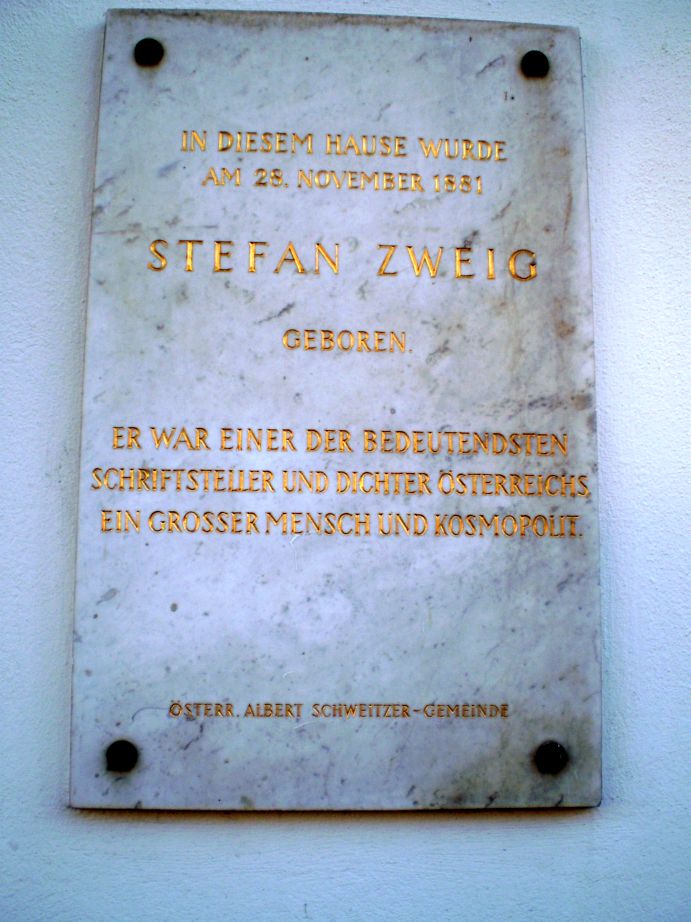 IN DIESEM HAUSE WURDE
AM 28. NOVEMBER 1881
STEFAN ZWEIG
GEBOREN.
ER WAR EINER DER BEDEUTENDSTEN
SCHRIFTSTELLER UND DICHTER ÖSTERREICHS,
EIN GROSSER MENSCH UND KOSMOPOLIT.
ÖSTERR. ALBERT SCHWEITZER-GEMEINDE